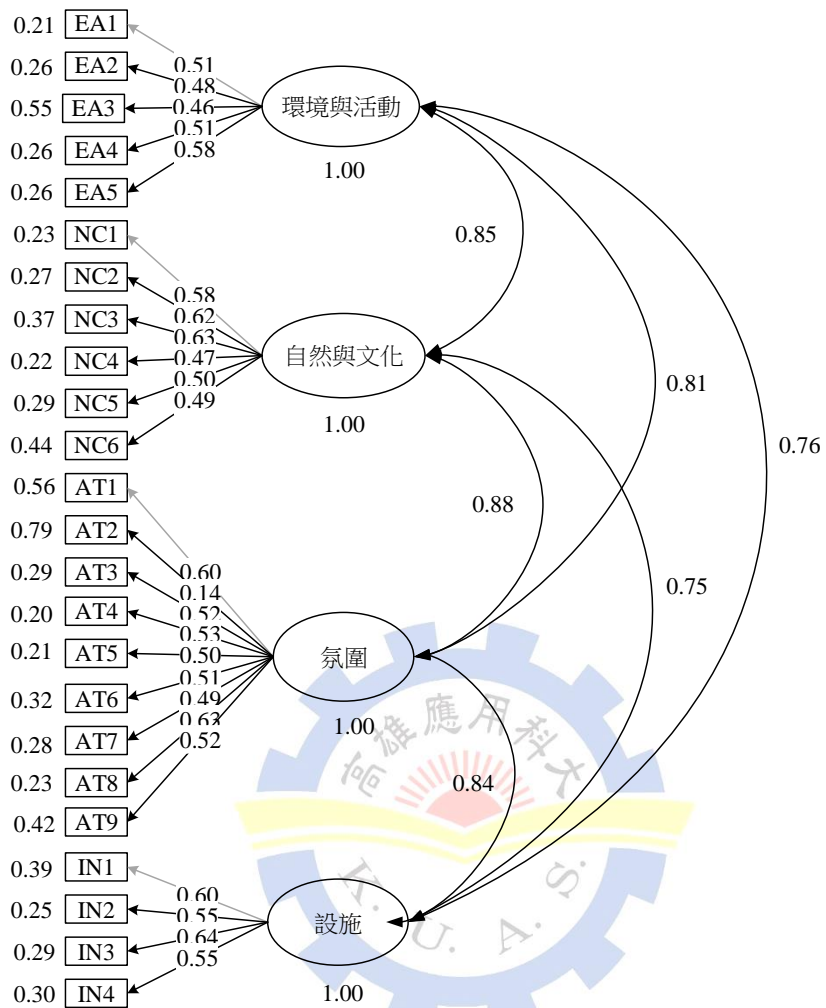 0.21 EA1
0.51
0.26 EA2
0.48
0.55 EA3
0.46
環境與活動
0.26 EA4
0.51
0.26 EA5
0.58
1.00
0.23 NC1
0.85
0.27 NC2
0.58
0.37 NC3
0.62
0.63
0.22 NC4
0.47
自然與文化
0.29 NC5
0.50
0.49
0.81
0.44 NC6
1.00
0.76
0.56 AT1
0.88
0.79 AT2
0.29 AT3
0.60
0.14
0.75
0.20 AT4
0.52
0.53
0.21 AT5
0.50
氛圍
0.32 AT6
0.51
0.49
0.28 AT7
0.63
0.52
1.00
高雄應用科大
0.23 AT8
0.84
0.42 AT9
0.39 IN1
K. U. A. S.
0.25 IN2
0.60
0.55
設施
0.29 IN3
0.64
0.30 IN4
0.55
1.00